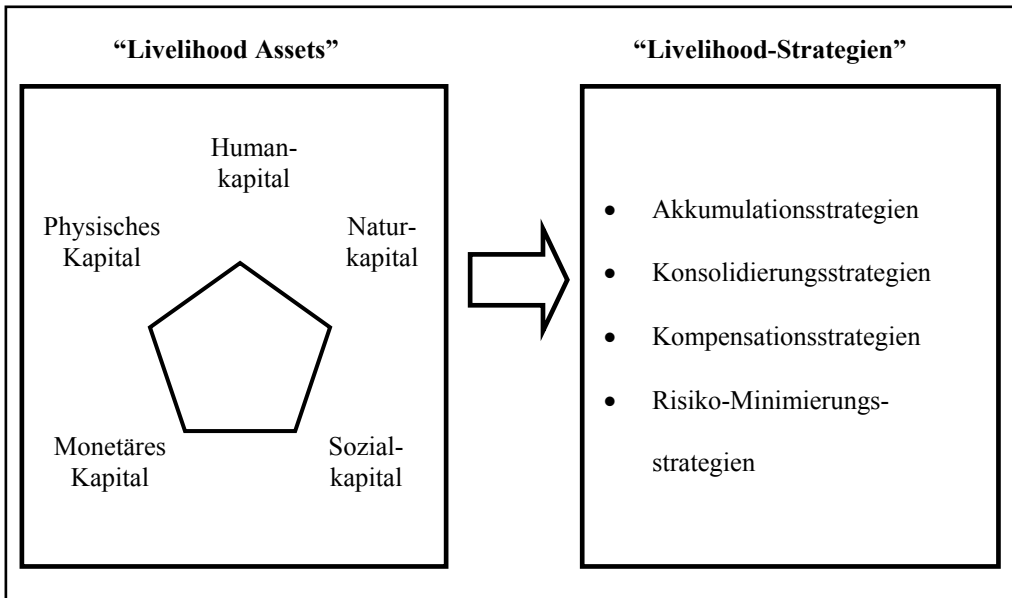 “Livelihood Assets”
Human-
kapital
Physisches
Kapital
Natur-
kapital
Monetäres
Kapital
Sozial-
kapital
“Livelihood-Strategien”
• Akkumulationsstrategien
• Konsolidierungsstrategien
• Kompensationsstrategien
• Risiko-Minimierungs-
strategien